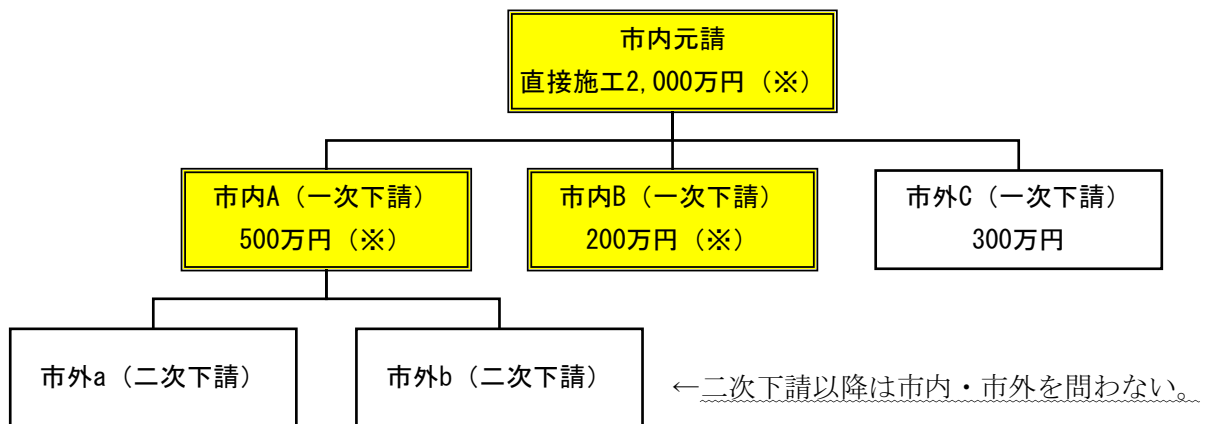 市内元請
直接施工2,000万円（※）
市内A（一次下請）
500万円（※）
市内B（一次下請）
200万円（※）
市外C（一次下請）
300万円
市外a（二次下請）
市外b（二次下請）
←二次下請以降は市内・市外を問わない。